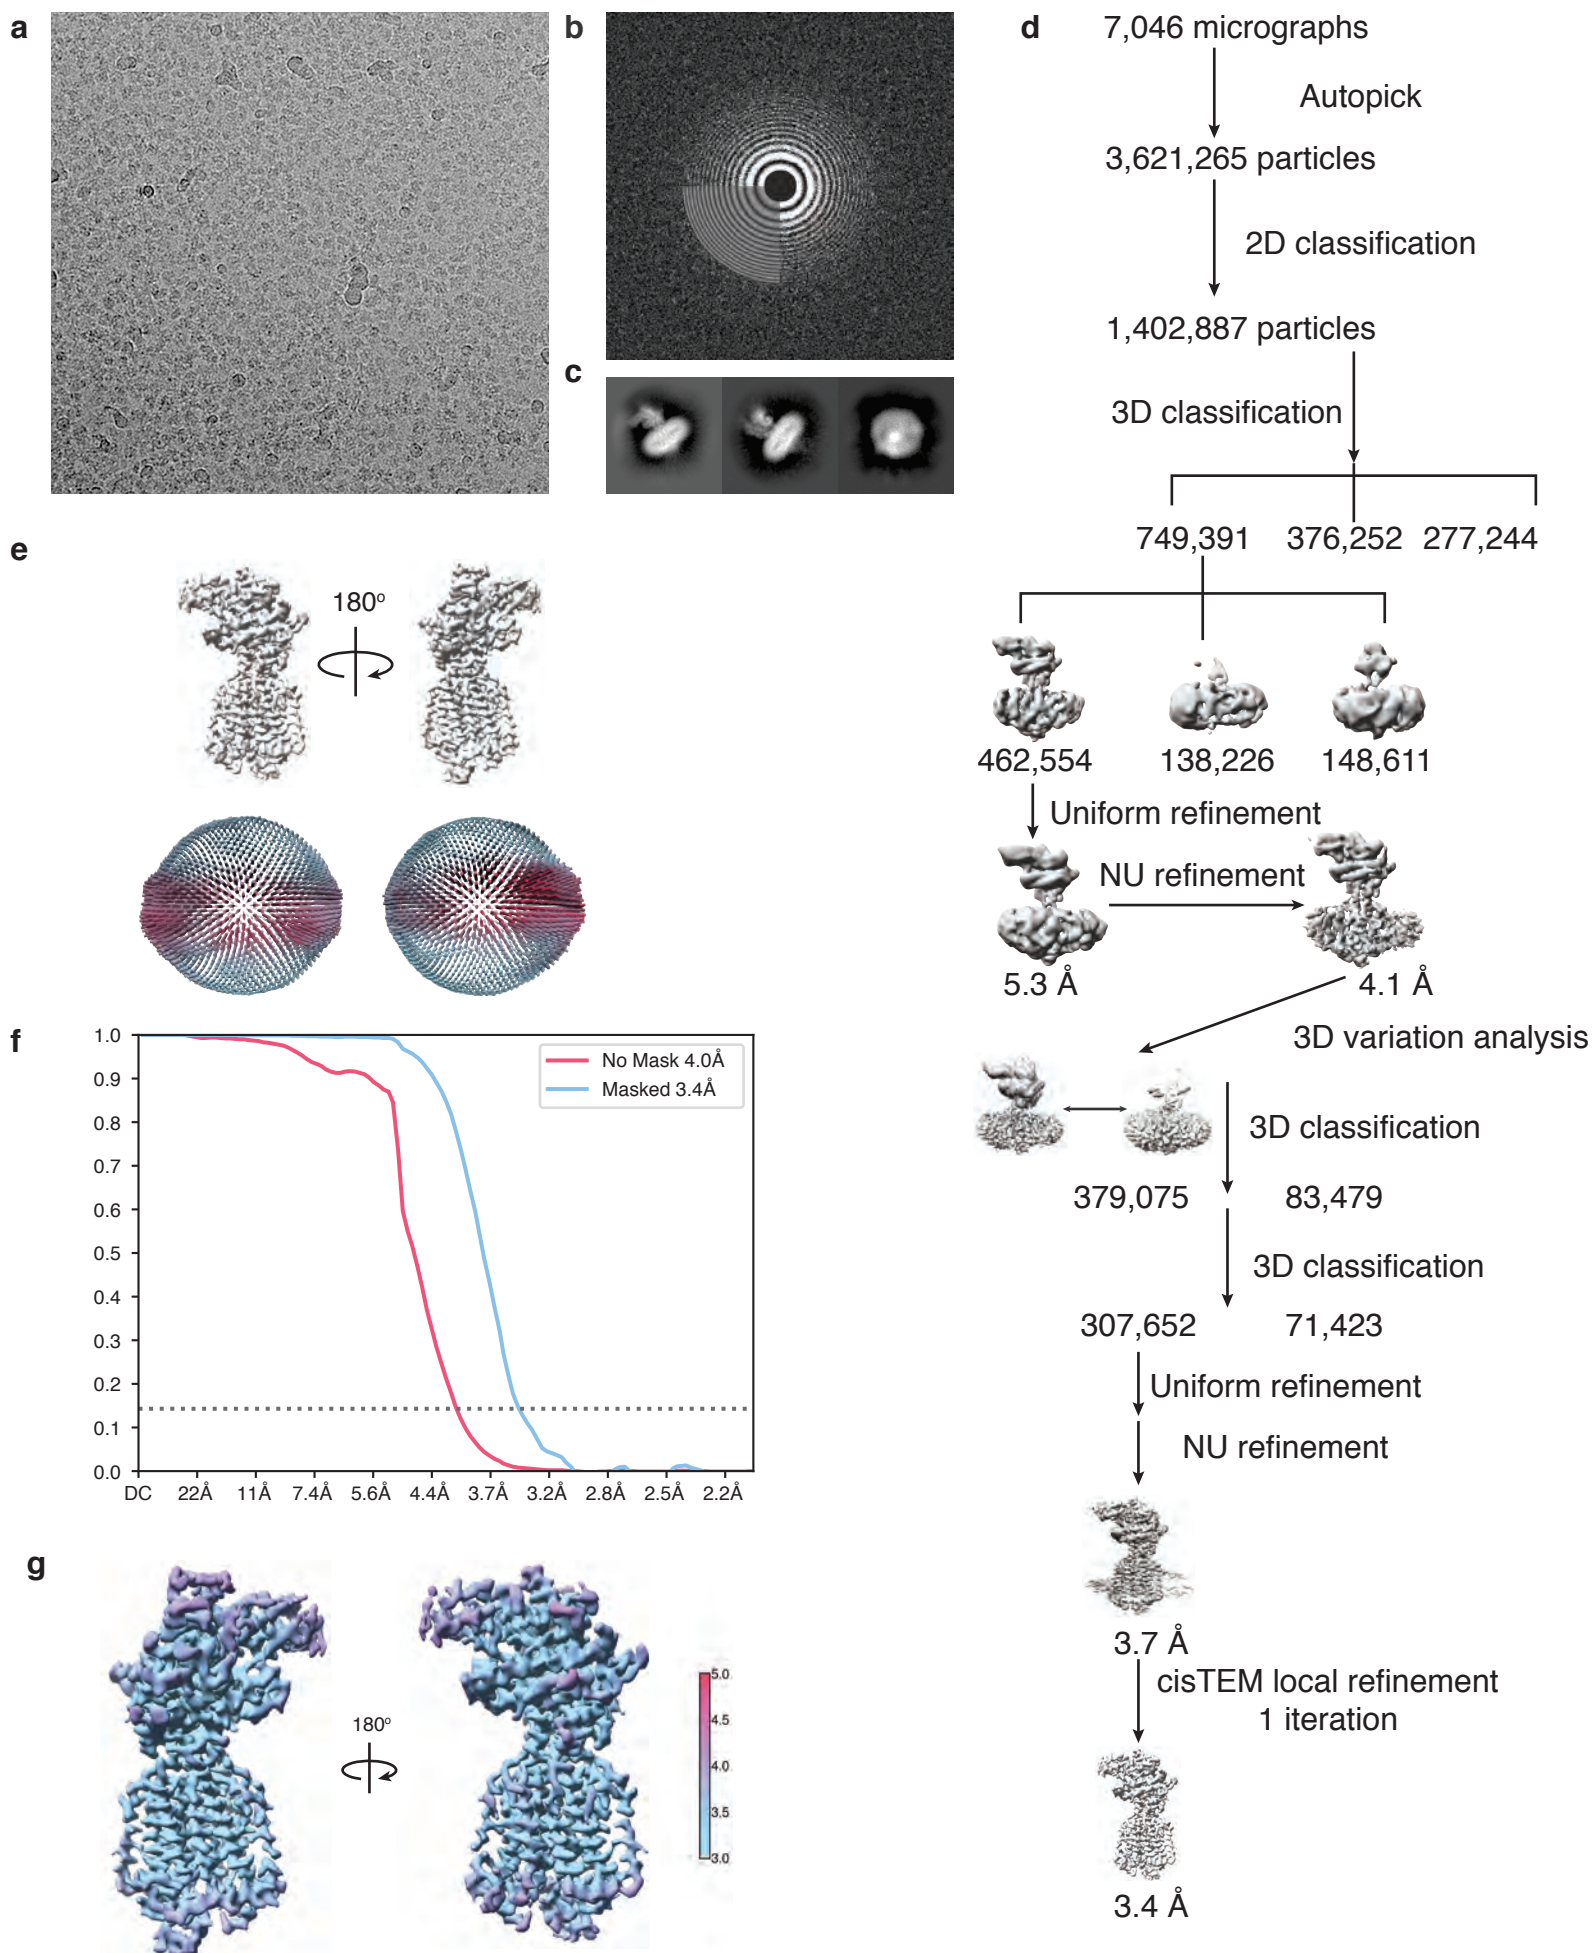 a
b
c
d
7,046 micrographs
Autopick
3,621,265 particles
2D classification
1,402,887 particles
3D classification
749,391 376,252 277,244
462,554 138,226 148,611
Uniform refinement
NU refinement
5.3 Å 4.1 Å
3D variation analysis
3D classification
379,075 83,479
3D classification
307,652 71,423
Uniform refinement
NU refinement
3.7 Å
cisTEM local refinement
1 iteration
3.4 Å
e
180º
f
1.0
0.9
0.8
0.7
0.6
0.5
0.4
0.3
0.2
0.1
0.0
No Mask 4.0Å
Masked 3.4Å
DC 22Å 11Å 7.4Å 5.6Å 4.4Å 3.7Å 3.2Å 2.8Å 2.5Å 2.2Å
g
180º
5.0
4.5
4.0
3.5
3.0